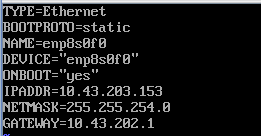 TYPE=Ethernet
BOOTPROTO=static
NAME=enp8s0f0
DEVICE="enp8s0f0"
ONBOOT="yes"
IPADDR=10.43.203.153
NETMASK=255.255.254.0
GATEWAY=10.43.202.1